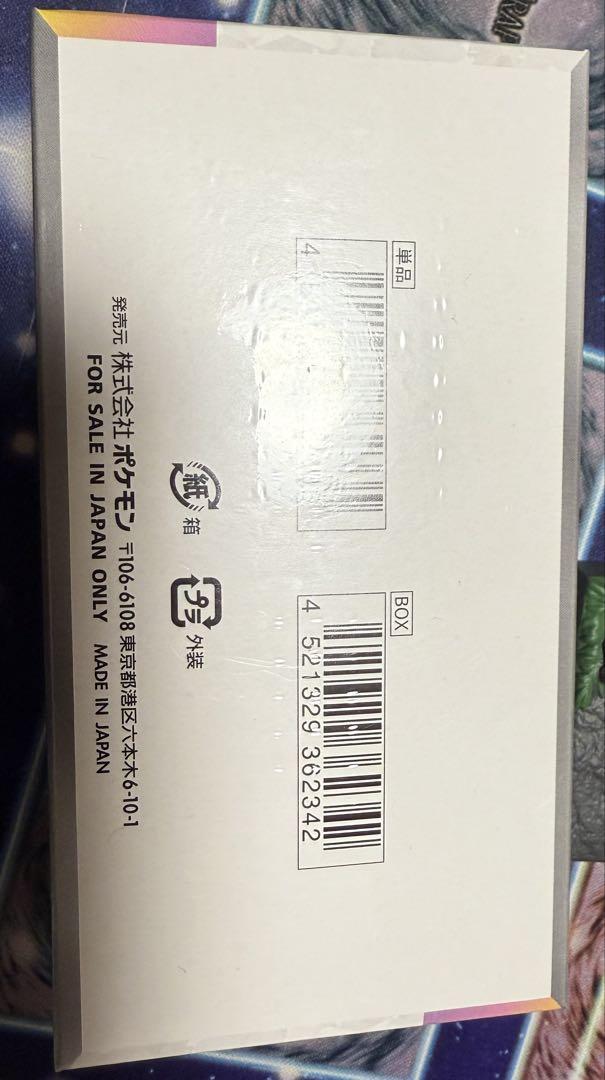 単品
4
BOX
4 521329 362342
紙 箱
プラ 外装
発売元 株式会社ポケモン 〒106-6108 東京都港区六本木6-10-1
FOR SALE IN JAPAN ONLY MADE IN JAPAN